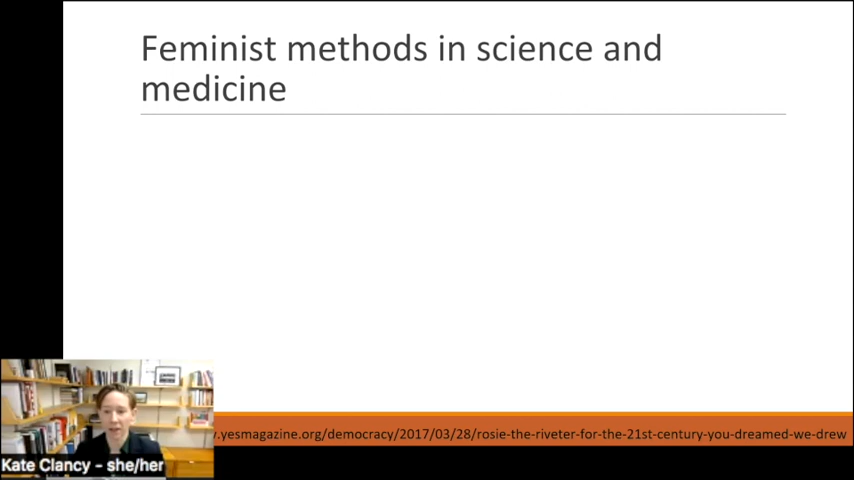 Feminist methods in science and
medicine
.yesmagazine.org/democracy/2017/03/28/rosie-the-riveter-for-the-21st-century-you-dreamed-we-drew
Kate Clancy - she/her